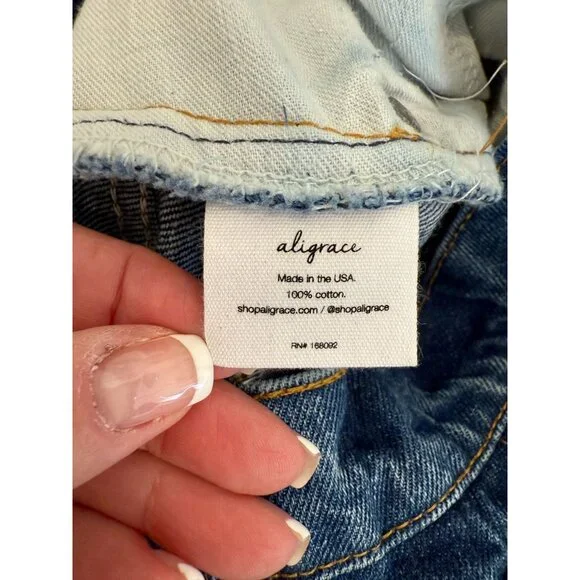 aligrace
Made in the USA.
100% cotton.
shopaligrace.com / @shopaligrace
RN# 168092